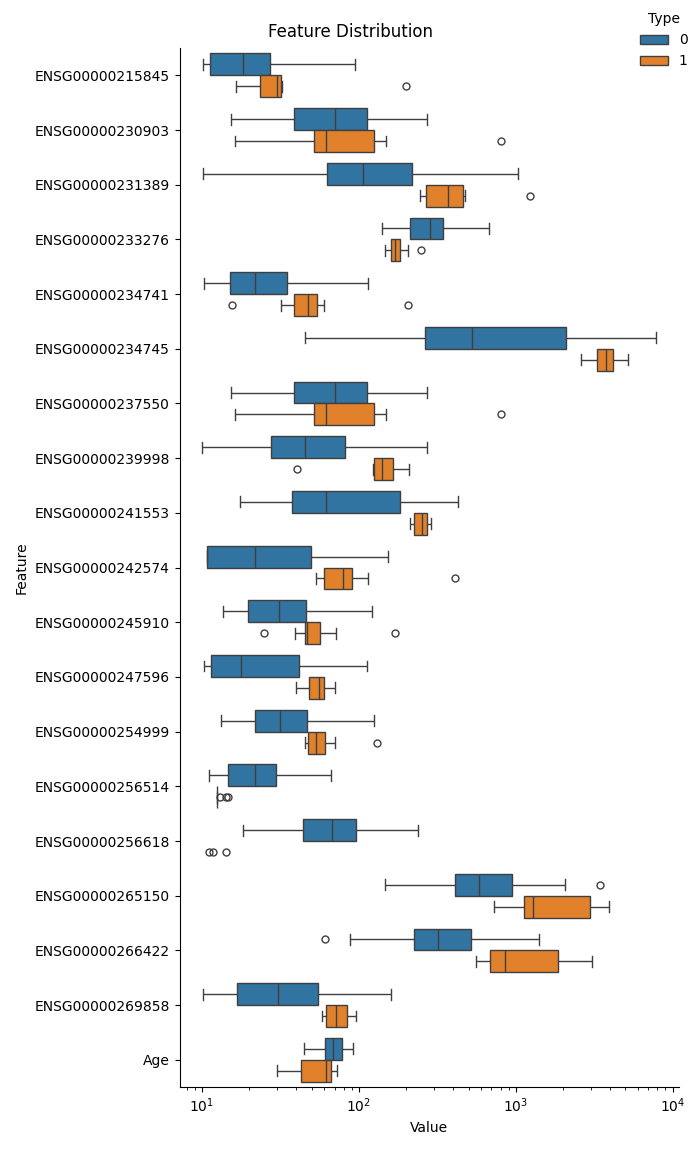 Feature Distribution
Type
0
1
ENSG00000215845
ENSG00000230903
ENSG00000231389
ENSG00000233276
ENSG00000234741
ENSG00000234745
ENSG00000237550
ENSG00000239998
ENSG00000241553
ENSG00000242574
ENSG00000245910
ENSG00000247596
ENSG00000254999
ENSG00000256514
ENSG00000256618
ENSG00000265150
ENSG00000266422
ENSG00000269858
Age
Feature
10¹ 10² 10³ 10⁴
Value